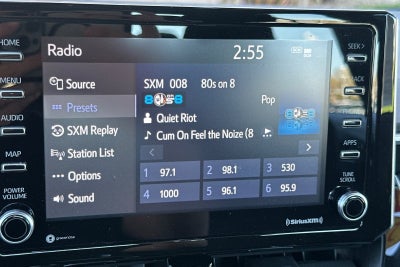 Radio 2:55
HOME
MENU
AUDIO
MAP
POWER
VOLUME
Source
Presets
SXM Replay
Station List
Options
Sound
SXM 008 80s on 8
Pop
Quiet Riot
Cum On Feel the Noize (8
1 97.1 2 98.1 3 530
4 1000 5 96.1 6 95.9
SEEK
TRACK
PHONE
APPS
TUNE
SCROLL
SiriusXM